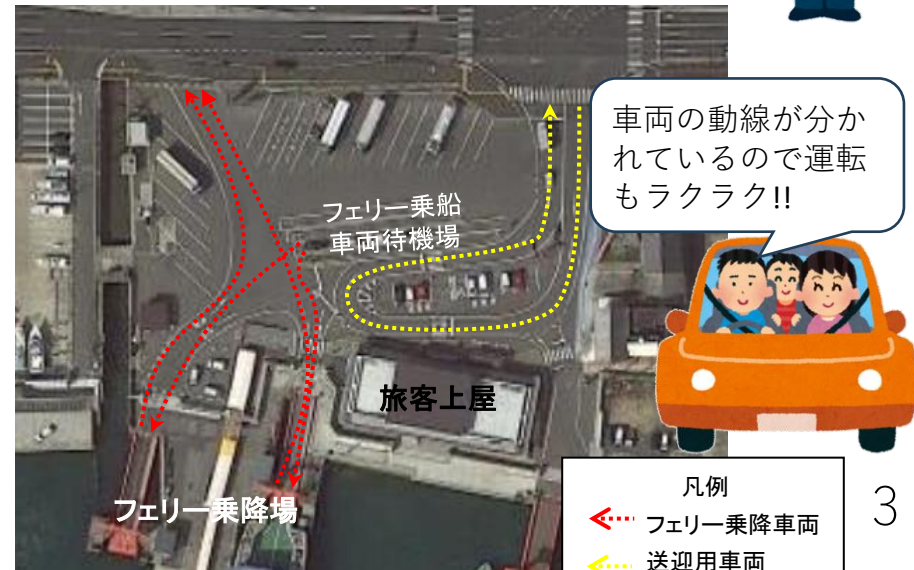 車両の動線が分か
れているので運転
もラクラク!!
フェリー乗船
車両待機場
旅客上屋
フェリー乗降場
凡例
フェリー乗降車両
送迎用車両
3